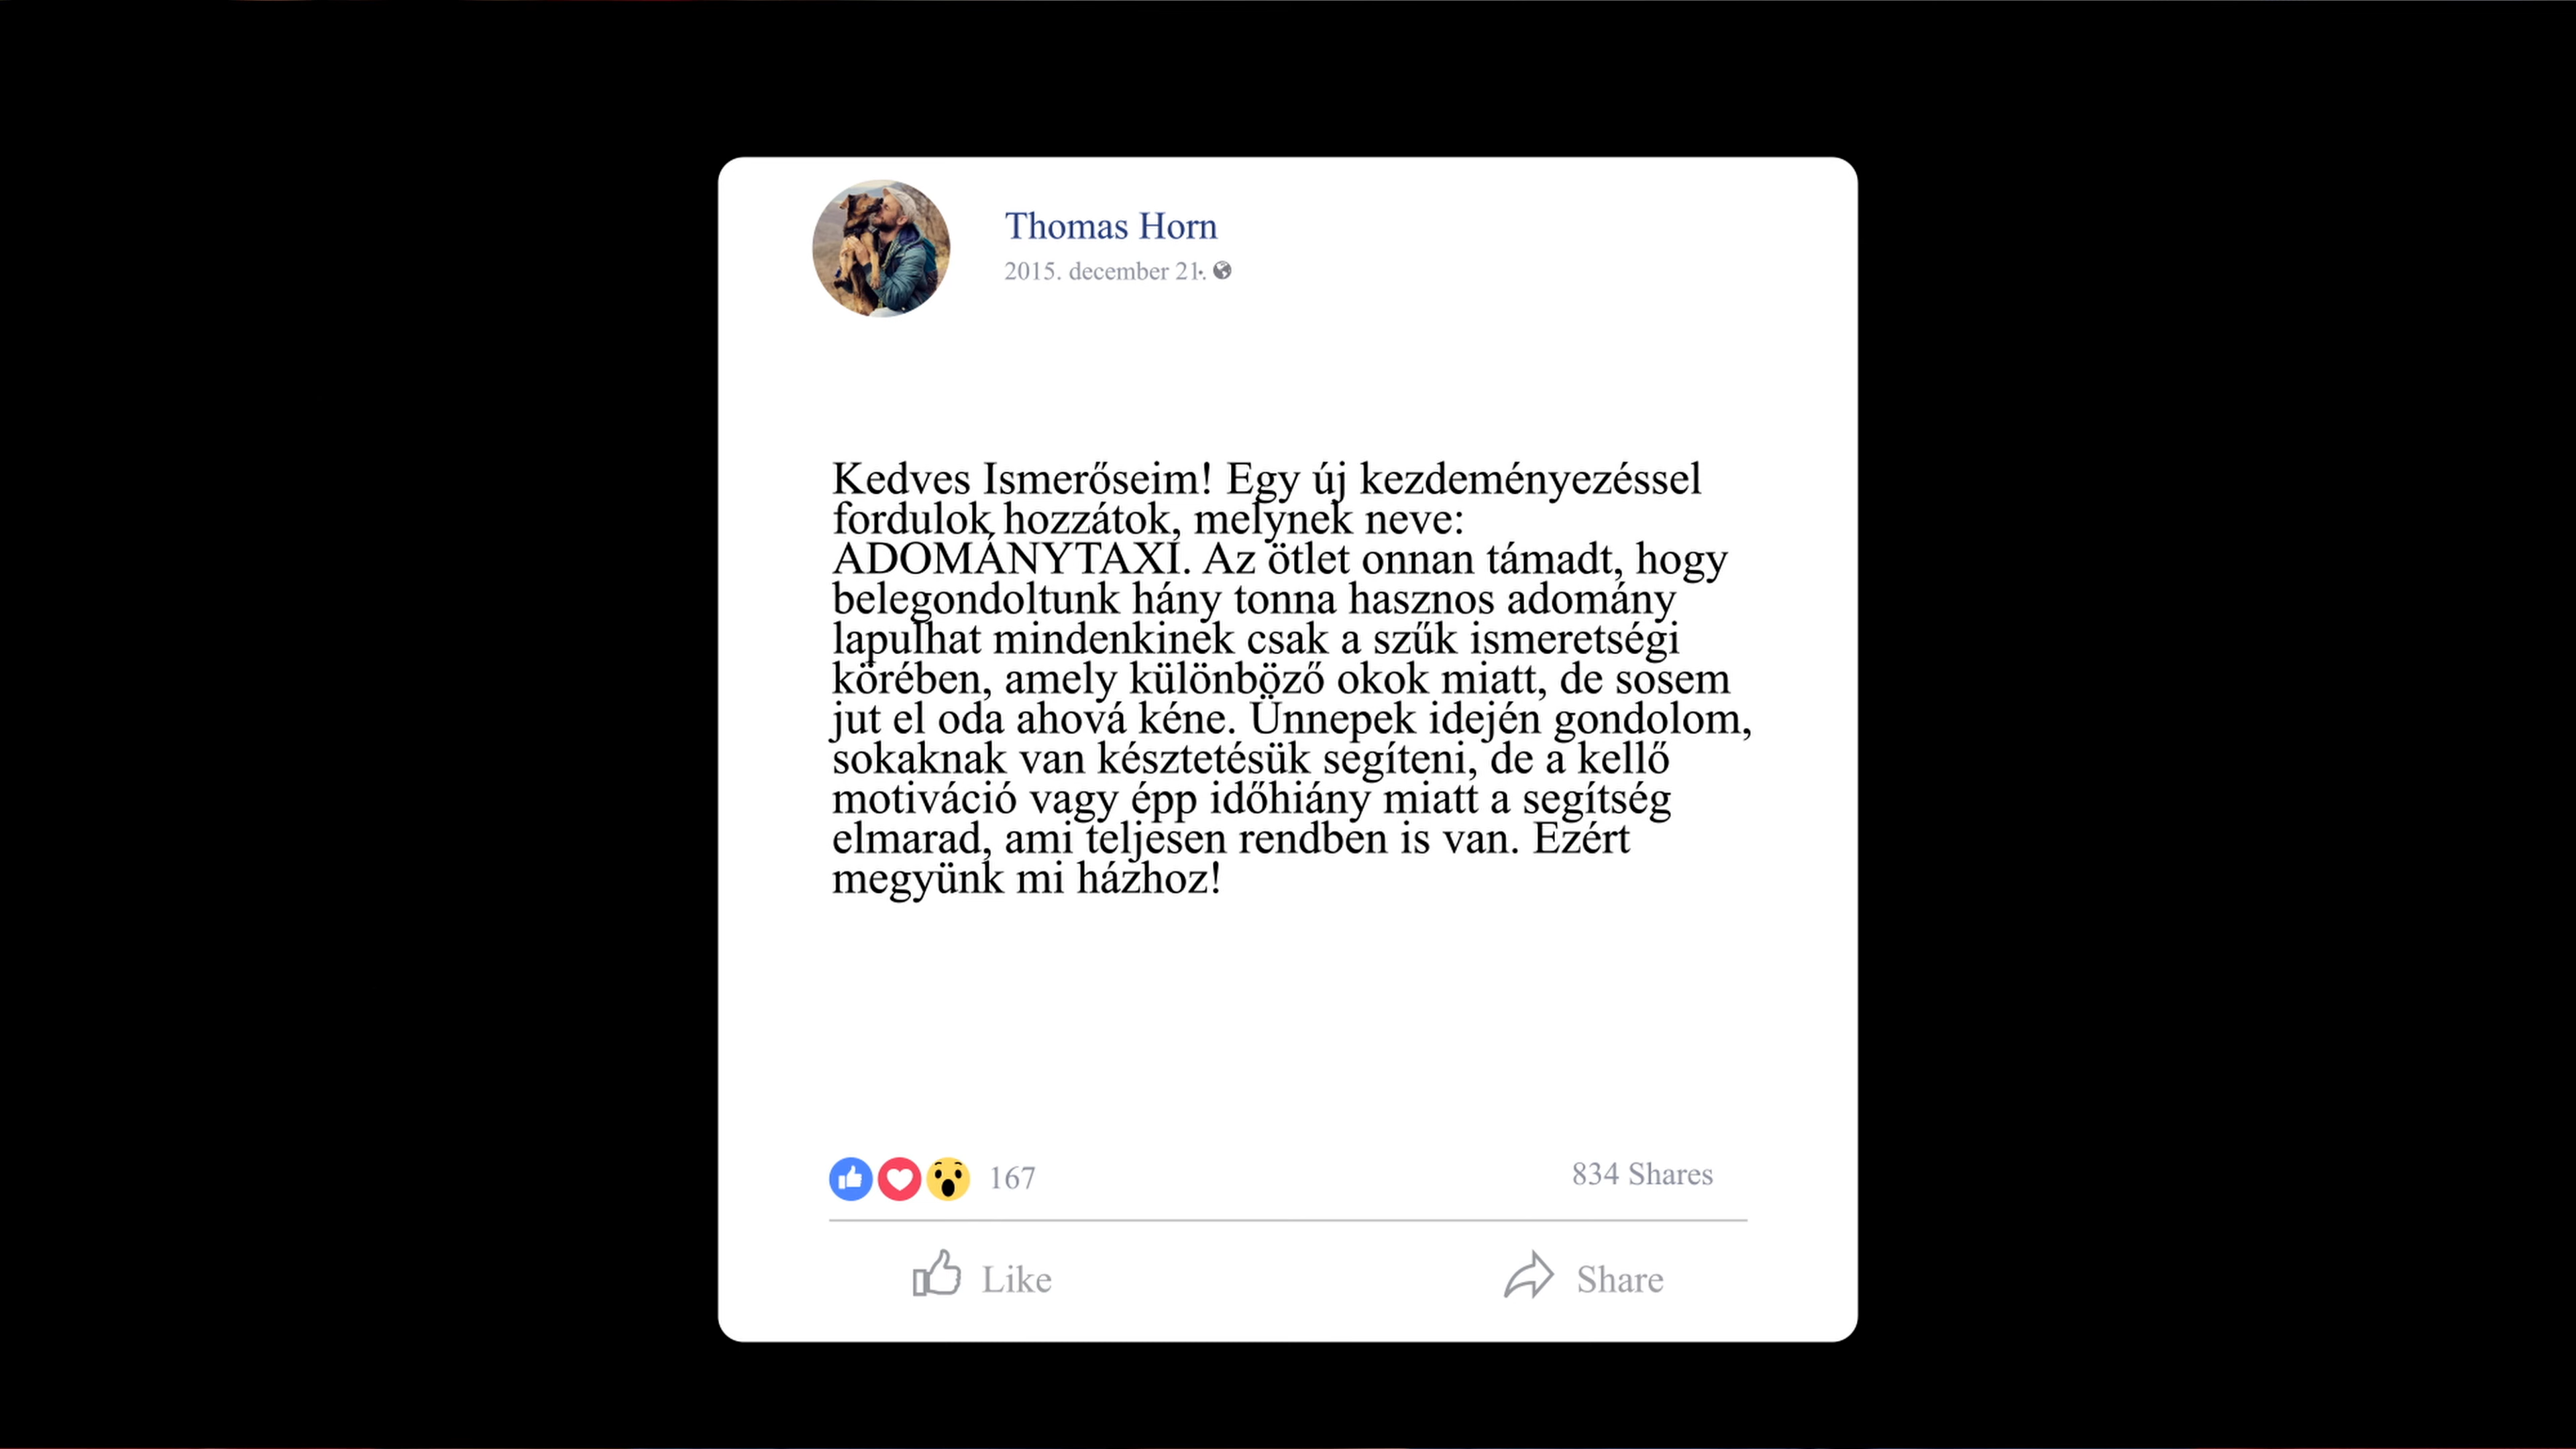 Thomas Horn
2015. december 21.
Kedves Ismerőseim! Egy új kezdeményezéssel
fordulok hozzátok, melynek neve:
ADOMÁNYTAXI. Az ötlet onnan támadt, hogy
belegondoltunk hány tonna hasznos adomány
lapulhat mindenkinek csak a szűk ismeretségi
körében, amely különböző okok miatt, de sosem
jut el oda ahová kéne. Ünnepek idején gondolom,
sokaknak van késztetésük segíteni, de a kellő
motiváció vagy épp időhiány miatt a segítség
elmarad, ami teljesen rendben is van. Ezért
megyünk mi házhoz!
167
834 Shares
Like
Share